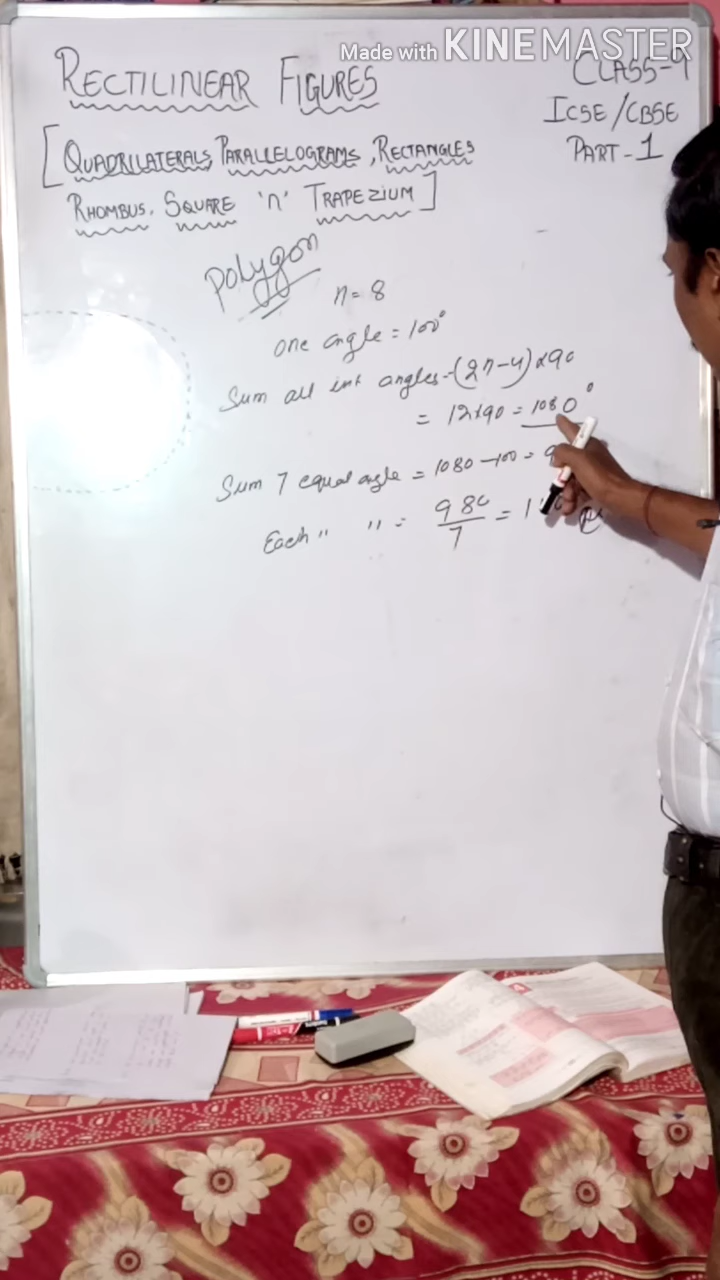 Made with KINEMASTER
RECTILINEAR FIGURES
CLASS-9
ICSE/CBSE
PART-1
[QUADRILATERALS, PARALLELOGRAMS, RECTANGLES
RHOMBUS, SQUARE 'n' TRAPEZIUM]
Polygon
n = 8
one angle = 100°
Sum all int angles = (2n-4)×90
= 12×90 = 1080°
Sum 7 equal angle = 1080-100 = 9
Each " " = 980/7 = 1